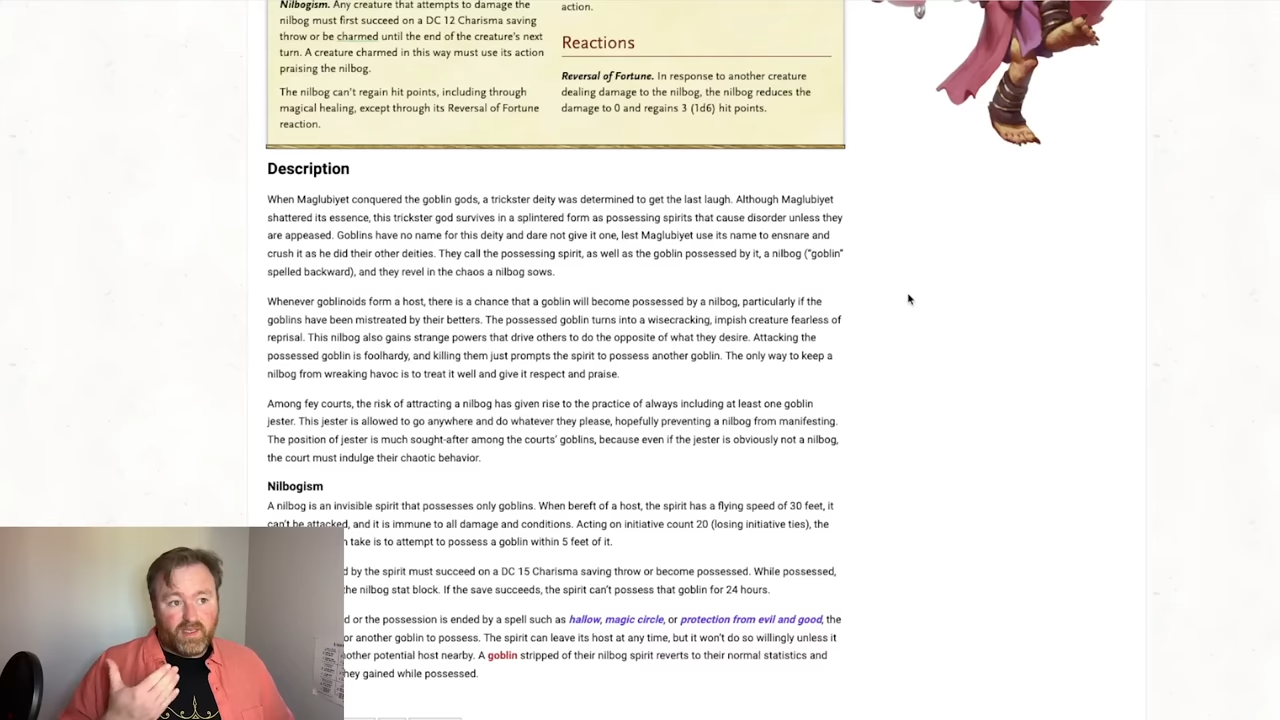 Nilbogism. Any creature that attempts to damage the
nilbog must first succeed on a DC 12 Charisma saving
throw or be charmed until the end of the creature's next
turn. A creature charmed in this way must use its action
praising the nilbog.
The nilbog can't regain hit points, including through
magical healing, except through its Reversal of Fortune
reaction.
action.
Reactions
Reversal of Fortune. In response to another creature
dealing damage to the nilbog, the nilbog reduces the
damage to 0 and regains 3 (1d6) hit points.
Description
When Maglubiyet conquered the goblin gods, a trickster deity was determined to get the last laugh. Although Maglubiyet
shattered its essence, this trickster god survives in a splintered form as possessing spirits that cause disorder unless they
are appeased. Goblins have no name for this deity and dare not give it one, lest Maglubiyet use its name to ensnare and
crush it as he did their other deities. They call the possessing spirit, as well as the goblin possessed by it, a nilbog ("goblin"
spelled backward), and they revel in the chaos a nilbog sows.
Whenever goblinoids form a host, there is a chance that a goblin will become possessed by a nilbog, particularly if the
goblins have been mistreated by their betters. The possessed goblin turns into a wisecracking, impish creature fearless of
reprisal. This nilbog also gains strange powers that drive others to do the opposite of what they desire. Attacking the
possessed goblin is foolhardy, and killing them just prompts the spirit to possess another goblin. The only way to keep a
nilbog from wreaking havoc is to treat it well and give it respect and praise.
Among fey courts, the risk of attracting a nilbog has given rise to the practice of always including at least one goblin
jester. This jester is allowed to go anywhere and do whatever they please, hopefully preventing a nilbog from manifesting.
The position of jester is much sought-after among the courts' goblins, because even if the jester is obviously not a nilbog,
the court must indulge their chaotic behavior.
Nilbogism
A nilbog is an invisible spirit that possesses only goblins. When bereft of a host, the spirit has a flying speed of 30 feet, it
can't be attacked, and it is immune to all damage and conditions. Acting on initiative count 20 (losing initiative ties), the
take is to attempt to possess a goblin within 5 feet of it.
by the spirit must succeed on a DC 15 Charisma saving throw or become possessed. While possessed,
the nilbog stat block. If the save succeeds, the spirit can't possess that goblin for 24 hours.
or the possession is ended by a spell such as hallow, magic circle, or protection from evil and good, the
or another goblin to possess. The spirit can leave its host at any time, but it won't do so willingly unless it
potential host nearby. A goblin stripped of their nilbog spirit reverts to their normal statistics and
gained while possessed.